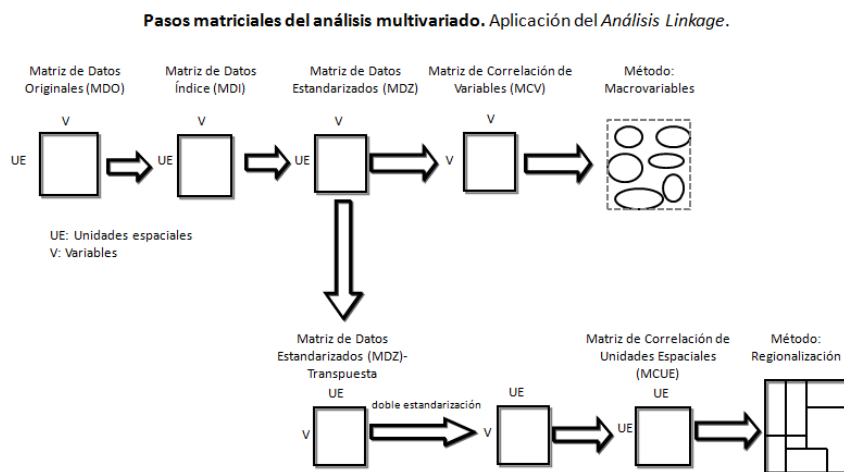 Pasos matriciales del análisis multivariado. Aplicación del Análisis Linkage.
Matriz de Datos
Originales (MDO)
Matriz de Datos
Índice (MDI)
Matriz de Datos
Estandarizados (MDZ)
Matriz de Correlación de
Variables (MCV)
Método:
Macrovariables
V
V
V
V
UE
UE
UE
V
UE: Unidades espaciales
V: Variables
Matriz de Datos
Estandarizados (MDZ)-
Transpuesta
Matriz de Correlación de
Unidades Espaciales
(MCUE)
Método:
Regionalización
UE
doble estandarización
UE
UE
V
V
UE